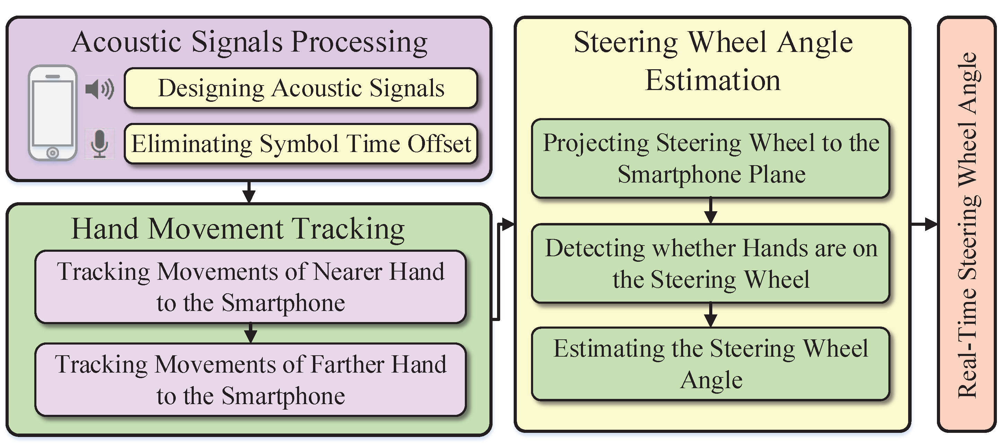 Acoustic Signals Processing
Designing Acoustic Signals
Eliminating Symbol Time Offset
Hand Movement Tracking
Tracking Movements of Nearer Hand
to the Smartphone
Tracking Movements of Farther Hand
to the Smartphone
Steering Wheel Angle
Estimation
Projecting Steering Wheel to the
Smartphone Plane
Detecting whether Hands are on
the Steering Wheel
Estimating the Steering Wheel
Angle
Real-Time Steering Wheel Angle